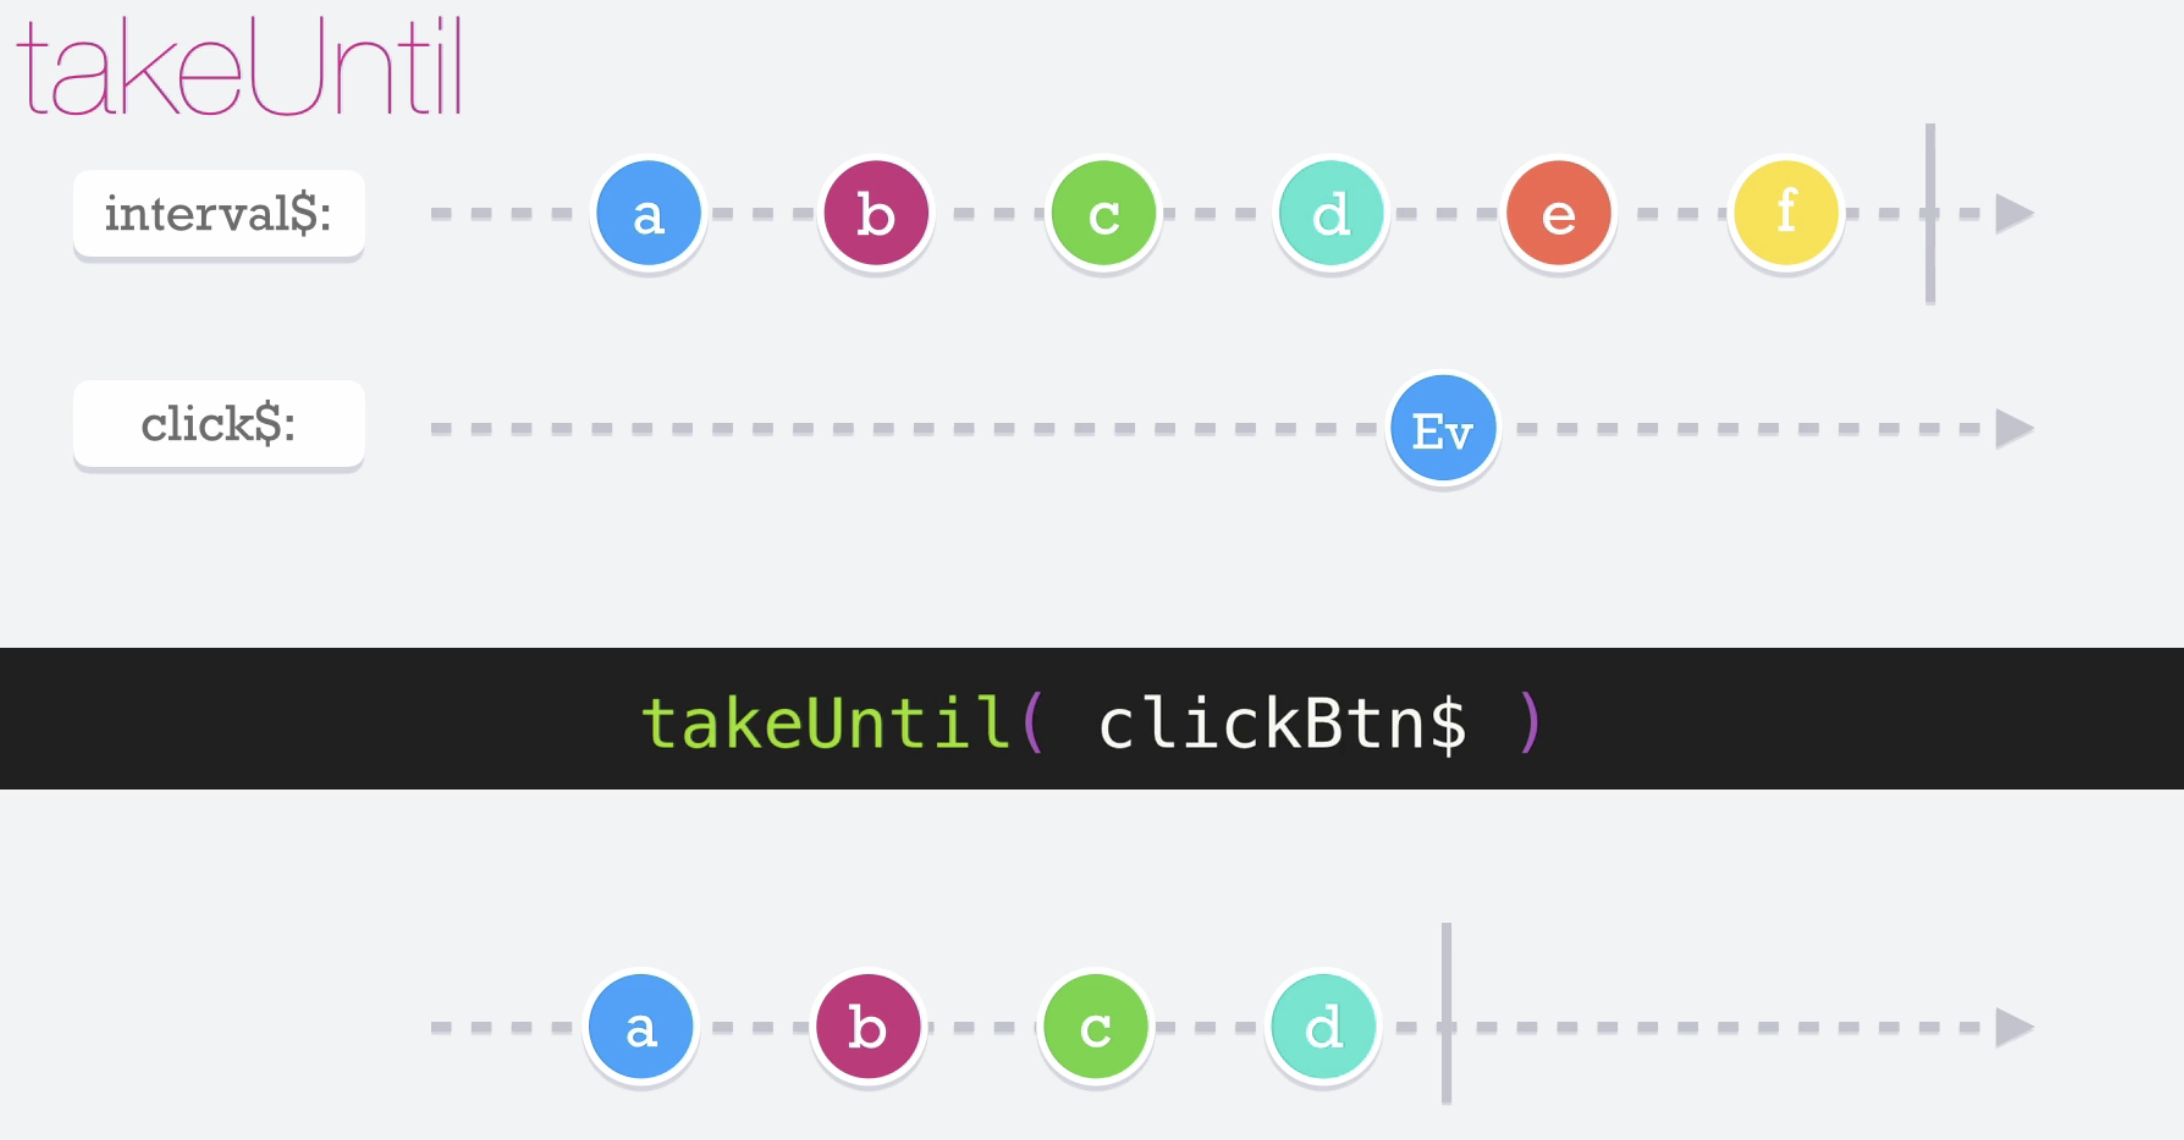 takeUntil
interval$: a b c d e f
click$: Ev
takeUntil( clickBtn$ )
a b c d